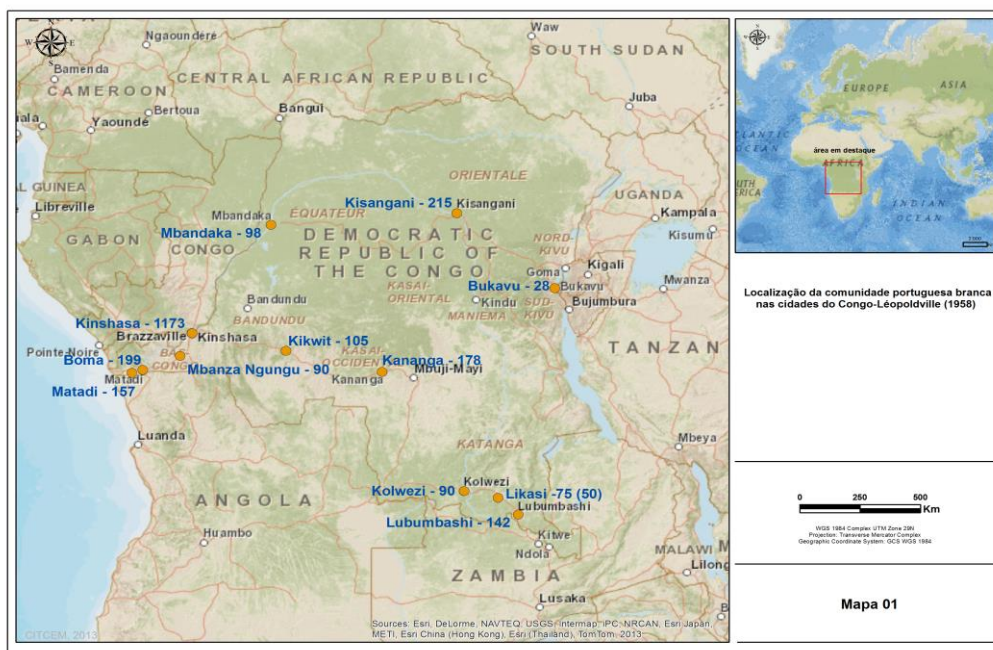 Waw
Ngaoundere
SOUTH SUDAN
Bamenda
CENTRAL AFRICAN REPUBLIC
CAMEROON
Juba
Bertoua
Bangui
Yaounde
ORIENTALE
UGANDA
Libreville
Kisangani - 215
Kisangani
Mbandaka
ÉQUATEUR
Kampala
GABON
Mbandaka - 98
DEMOCRATIC
Kisumu
CONGO
REPUBLIC OF
NORD-
KIVU
THE CONGO
KASAI-
ORIENTAL
Goma
Kigali
Bukavu - 28
Bukavu
Mwanza
Bandundu
Kindu
SUD-
KIVU
Bujumbura
MANIEMA
BANDUNDU
Kinshasa - 1173
Brazzaville
Kinshasa
Kikwit - 105
TANZAN
Pointe-Noire
KASAI-
OCCIDENT
Kananga - 178
Boma - 199
BAS-
CONGO
Mbanza Ngungu - 90
Kananga
Mbuji-Mayi
Matadi
Matadi - 157
Luanda
KATANGA
Mbeya
Kolwezi
Kolwezi - 90
Likasi -75 (50)
ANGOLA
Lubumbashi
Lubumbashi - 142
Huambo
Kitwe
Ndola
MALAWI
ZAMBIA
Lilong
Lusaka
CITCEM, 2013
Sources: Esri, DeLorme, NAVTEQ, USGS, Intermap, iPC, NRCAN, Esri Japan,
METI, Esri China (Hong Kong), Esri (Thailand), TomTom, 2013
EUROPE
ASIA
OCEAN
área em destaque
AFRICA
INDIAN
OCEAN
Localização da comunidade portuguesa branca
nas cidades do Congo-Léopoldville (1958)
0 250 500
Km
WGS 1984 Complex UTM Zone 29N
Projection: Transverse Mercator Complex
Geographic Coordinate System: GCS WGS 1984
Mapa 01